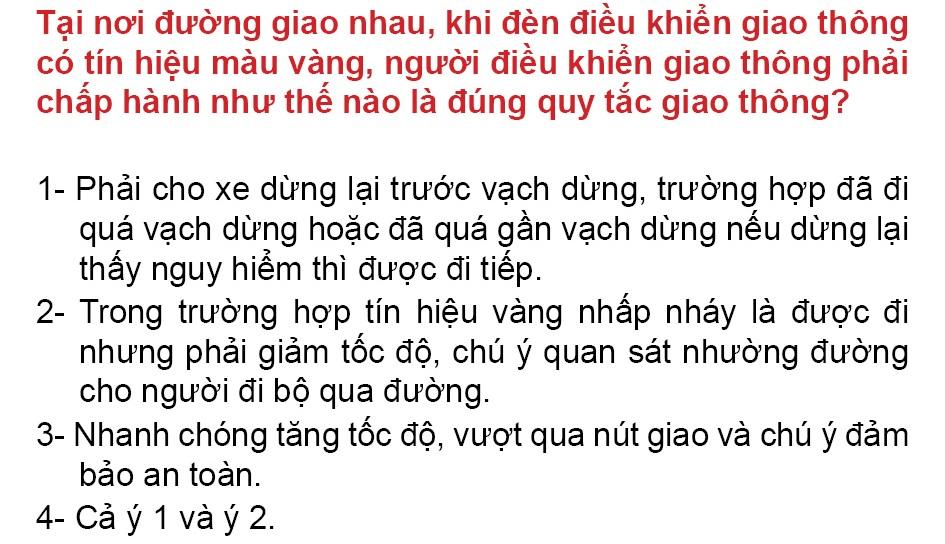 Tại nơi đường giao nhau, khi đèn điều khiển giao thông
có tín hiệu màu vàng, người điều khiển giao thông phải
chấp hành như thế nào là đúng quy tắc giao thông?
1- Phải cho xe dừng lại trước vạch dừng, trường hợp đã đi
quá vạch dừng hoặc đã quá gần vạch dừng nếu dừng lại
thấy nguy hiểm thì được đi tiếp.
2- Trong trường hợp tín hiệu vàng nhấp nháy là được đi
nhưng phải giảm tốc độ, chú ý quan sát nhường đường
cho người đi bộ qua đường.
3- Nhanh chóng tăng tốc độ, vượt qua nút giao và chú ý đảm
bảo an toàn.
4- Cả ý 1 và ý 2.